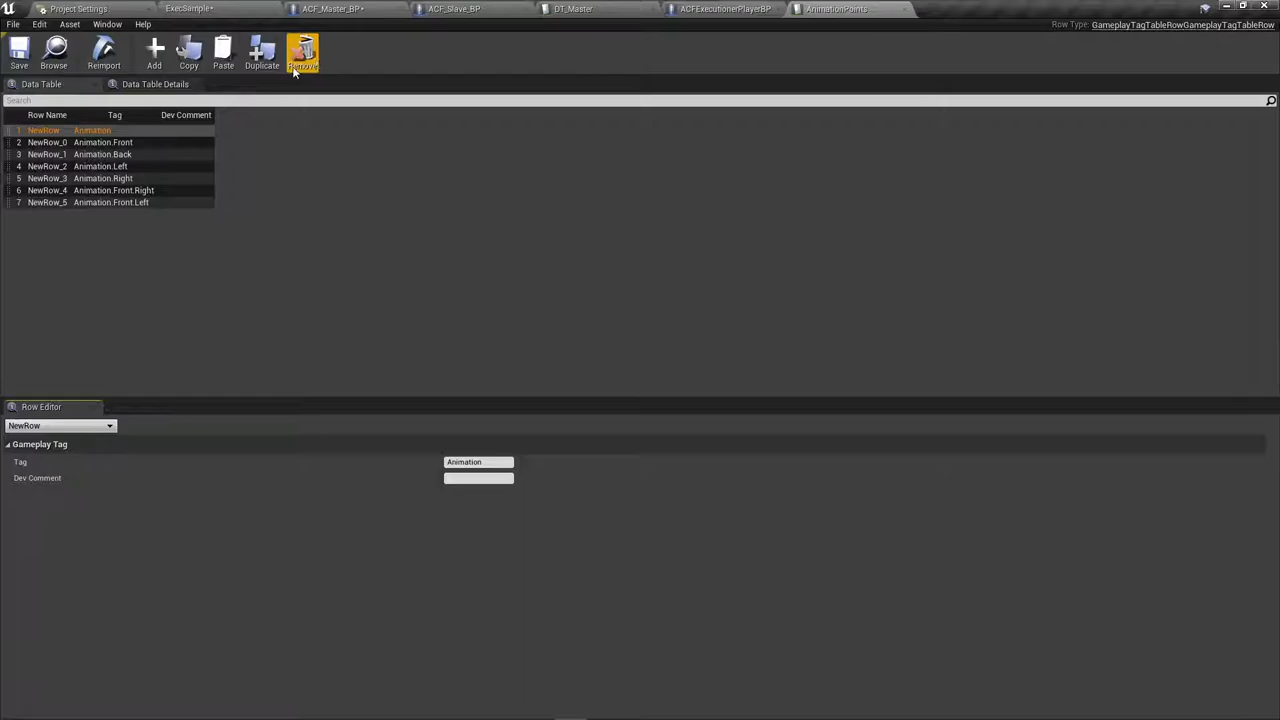 Project Settings ExecSample* ACF_Master_BP* ACF_Slave_BP DT_Master ACFExecutionerPlayerBP AnimationPoints
File Edit Asset Window Help Row Type: GameplayTagTableRowGameplayTagTableRow
Save Browse Reimport Add Copy Paste Duplicate Remove
Data Table Data Table Details
Search
Row Name Tag Dev Comment
1 NewRow Animation
2 NewRow_0 Animation.Front
3 NewRow_1 Animation.Back
4 NewRow_2 Animation.Left
5 NewRow_3 Animation.Right
6 NewRow_4 Animation.Front.Right
7 NewRow_5 Animation.Front.Left
Row Editor
NewRow
Gameplay Tag
Tag Animation
Dev Comment